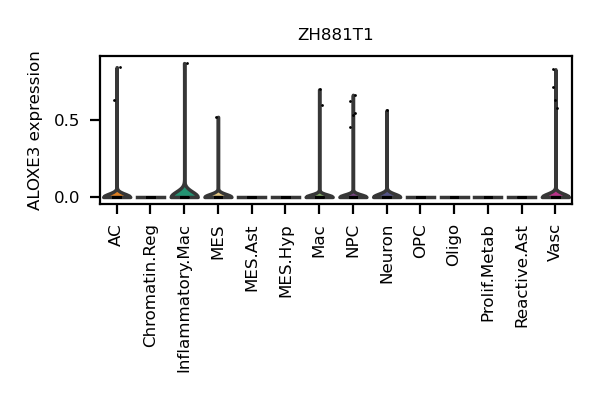 ZH881T1
ALOXE3 expression
0.5
0.0
AC
Chromatin.Reg
Inflammatory.Mac
MES
MES.Ast
MES.Hyp
Mac
NPC
Neuron
OPC
Oligo
Prolif.Metab
Reactive.Ast
Vasc